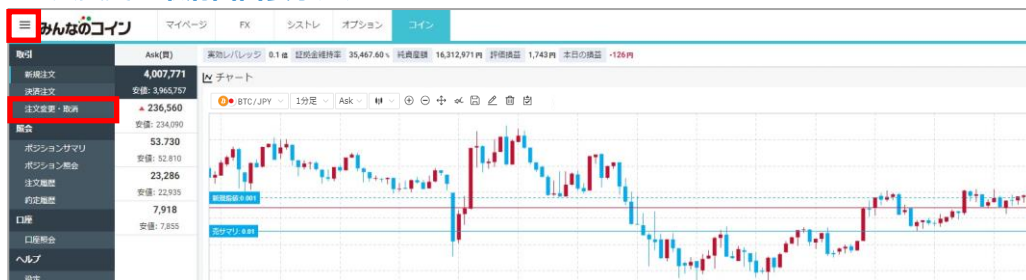 みんなのコイン
マイページ FX シストレ オプション コイン
取引
新規注文
決済注文
注文変更・取消
照会
ポジションサマリ
ポジション照会
注文履歴
約定履歴
口座
口座照会
ヘルプ
設定
Ask(買)
4,007,771
安値: 3,965,757
▲ 236,560
安値: 234,090
53.730
安値: 52.810
23,286
安値: 22,935
7,918
安値: 7,855
実効レバレッジ 0.1 倍 証拠金維持率 35,467.60 % 純資産額 16,312,971 円 評価損益 1,743 円 本日の損益 -126 円
チャート
BTC/JPY 1分足 Ask
売サマリ: 0.01